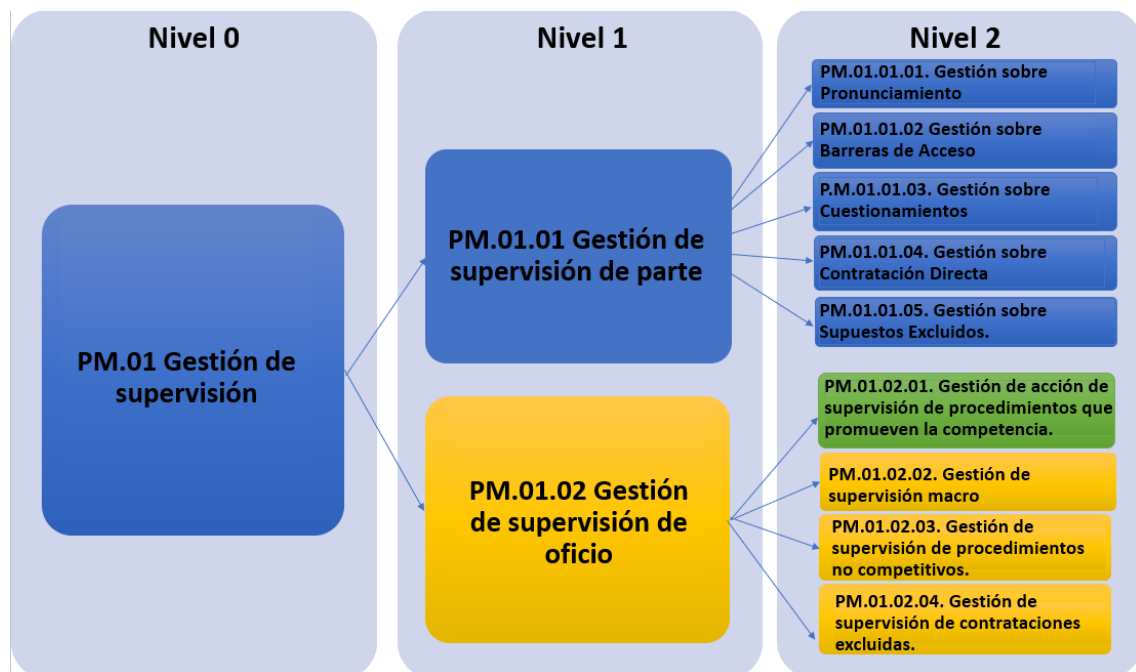 Nivel 0
PM.01 Gestión de
supervisión
Nivel 1
PM.01.01 Gestión de
supervisión de parte
PM.01.02 Gestión
de supervisión de
oficio
Nivel 2
PM.01.01.01. Gestión sobre
Pronunciamiento
PM.01.01.02 Gestión sobre
Barreras de Acceso
P.M.01.01.03. Gestión sobre
Cuestionamientos
PM.01.01.04. Gestión sobre
Contratación Directa
PM.01.01.05. Gestión sobre
Supuestos Excluidos.
PM.01.02.01. Gestión de acción de
supervisión de procedimientos que
promueven la competencia.
PM.01.02.02. Gestión de
supervisión macro
PM.01.02.03. Gestión de
supervisión de procedimientos
no competitivos.
PM.01.02.04. Gestión de
supervisión de contrataciones
excluidas.